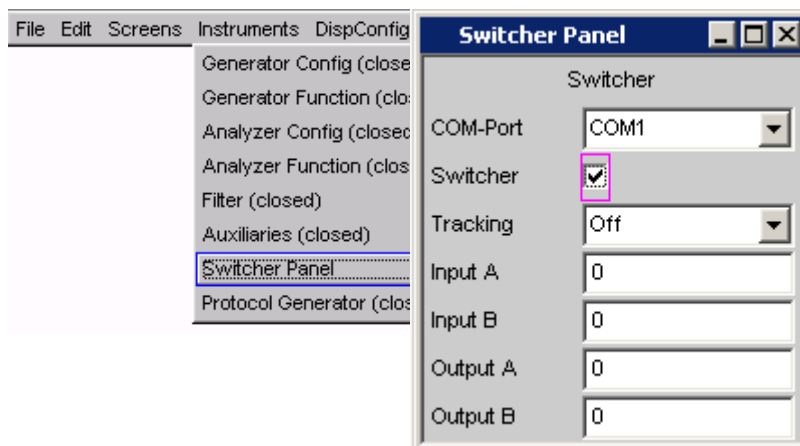 File Edit Screens Instruments DispConfig
Generator Config (close
Generator Function (clo
Analyzer Config (closed
Analyzer Function (clos
Filter (closed)
Auxiliaries (closed)
Switcher Panel
Protocol Generator (clos
Switcher Panel
Switcher
COM-Port COM1
Switcher
Tracking Off
Input A 0
Input B 0
Output A 0
Output B 0